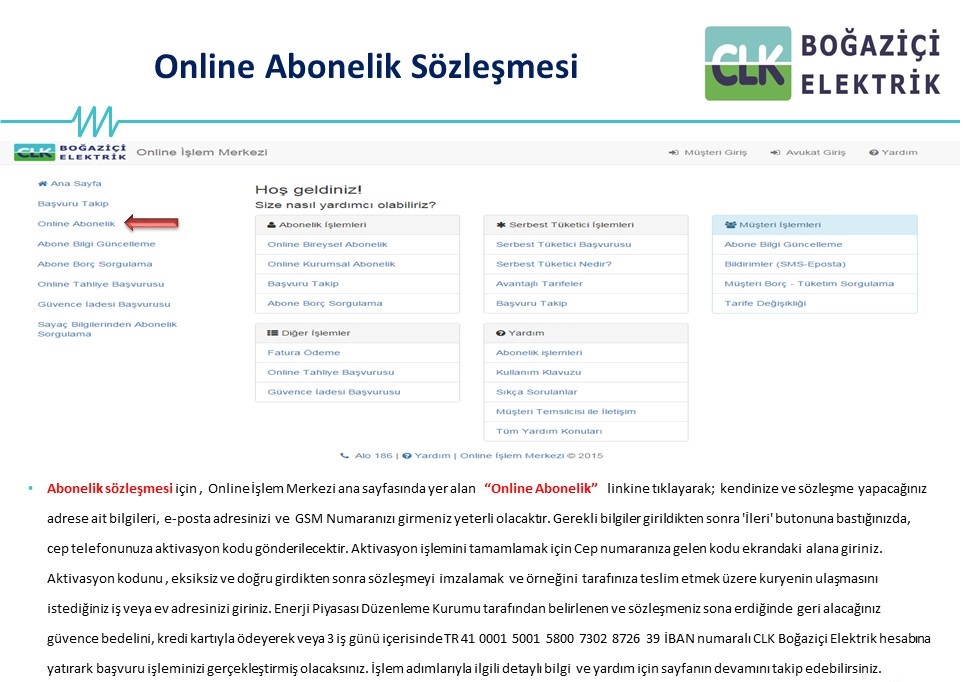 Online Abonelik Sözleşmesi
CLK BOĞAZİÇİ
ELEKTRİK
CLK BOĞAZİÇİ
ELEKTRİK
Online İşlem Merkezi
Müşteri Giriş
Avukat Giriş
Yardım
Ana Sayfa
Başvuru Takip
Online Abonelik
Abone Bilgi Güncelleme
Abone Borç Sorgulama
Online Tahliye Başvurusu
Güvence İadesi Başvurusu
Sayaç Bilgilerinden Abonelik
Sorgulama
Hoş geldiniz!
Size nasıl yardımcı olabiliriz?
Abonelik İşlemleri
Online Bireysel Abonelik
Online Kurumsal Abonelik
Başvuru Takip
Abone Borç Sorgulama
Serbest Tüketici İşlemleri
Serbest Tüketici Başvurusu
Serbest Tüketici Nedir?
Avantajlı Tarifeler
Başvuru Takip
Müşteri İşlemleri
Abone Bilgi Güncelleme
Bildirimler (SMS-Eposta)
Müşteri Borç - Tüketim Sorgulama
Tarife Değişikliği
Diğer İşlemler
Fatura Ödeme
Online Tahliye Başvurusu
Güvence İadesi Başvurusu
Yardım
Abonelik işlemleri
Kullanım Klavuzu
Sıkça Sorulanlar
Müşteri Temsilcisi ile İletişim
Tüm Yardım Konuları
Alo 186 | Yardım | Online İşlem Merkezi © 2015
• Abonelik sözleşmesi için , Online İşlem Merkezi ana sayfasında yer alan “Online Abonelik” linkine tıklayarak; kendinize ve sözleşme yapacağınız
adrese ait bilgileri, e-posta adresinizi ve GSM Numaranızı girmeniz yeterli olacaktır. Gerekli bilgiler girildikten sonra 'İleri' butonuna bastığınızda,
cep telefonunuza aktivasyon kodu gönderilecektir. Aktivasyon işlemini tamamlamak için Cep numaranıza gelen kodu ekrandaki alana giriniz.
Aktivasyon kodunu , eksiksiz ve doğru girdikten sonra sözleşmeyi imzalamak ve örneğini tarafınıza teslim etmek üzere kuryenin ulaşmasını
istediğiniz iş veya ev adresinizi giriniz. Enerji Piyasası Düzenleme Kurumu tarafından belirlenen ve sözleşmeniz sona erdiğinde geri alacağınız
güvence bedelini, kredi kartıyla ödeyerek veya 3 iş günü içerisinde TR 41 0001 5001 5800 7302 8726 39 İBAN numaralı CLK Boğaziçi Elektrik hesabına
yatırark başvuru işleminizi gerçekleştirmiş olacaksınız. İşlem adımlarıyla ilgili detaylı bilgi ve yardım için sayfanın devamını takip edebilirsiniz.